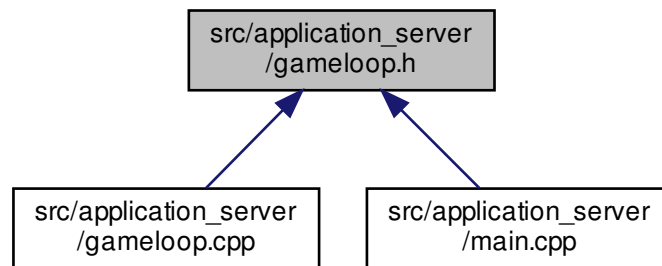 src/application_server
/gameloop.h
src/application_server
/gameloop.cpp
src/application_server
/main.cpp